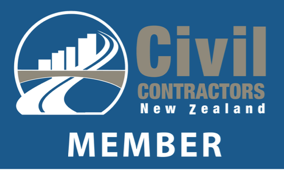 Civil
CONTRACTORS
New Zealand
MEMBER